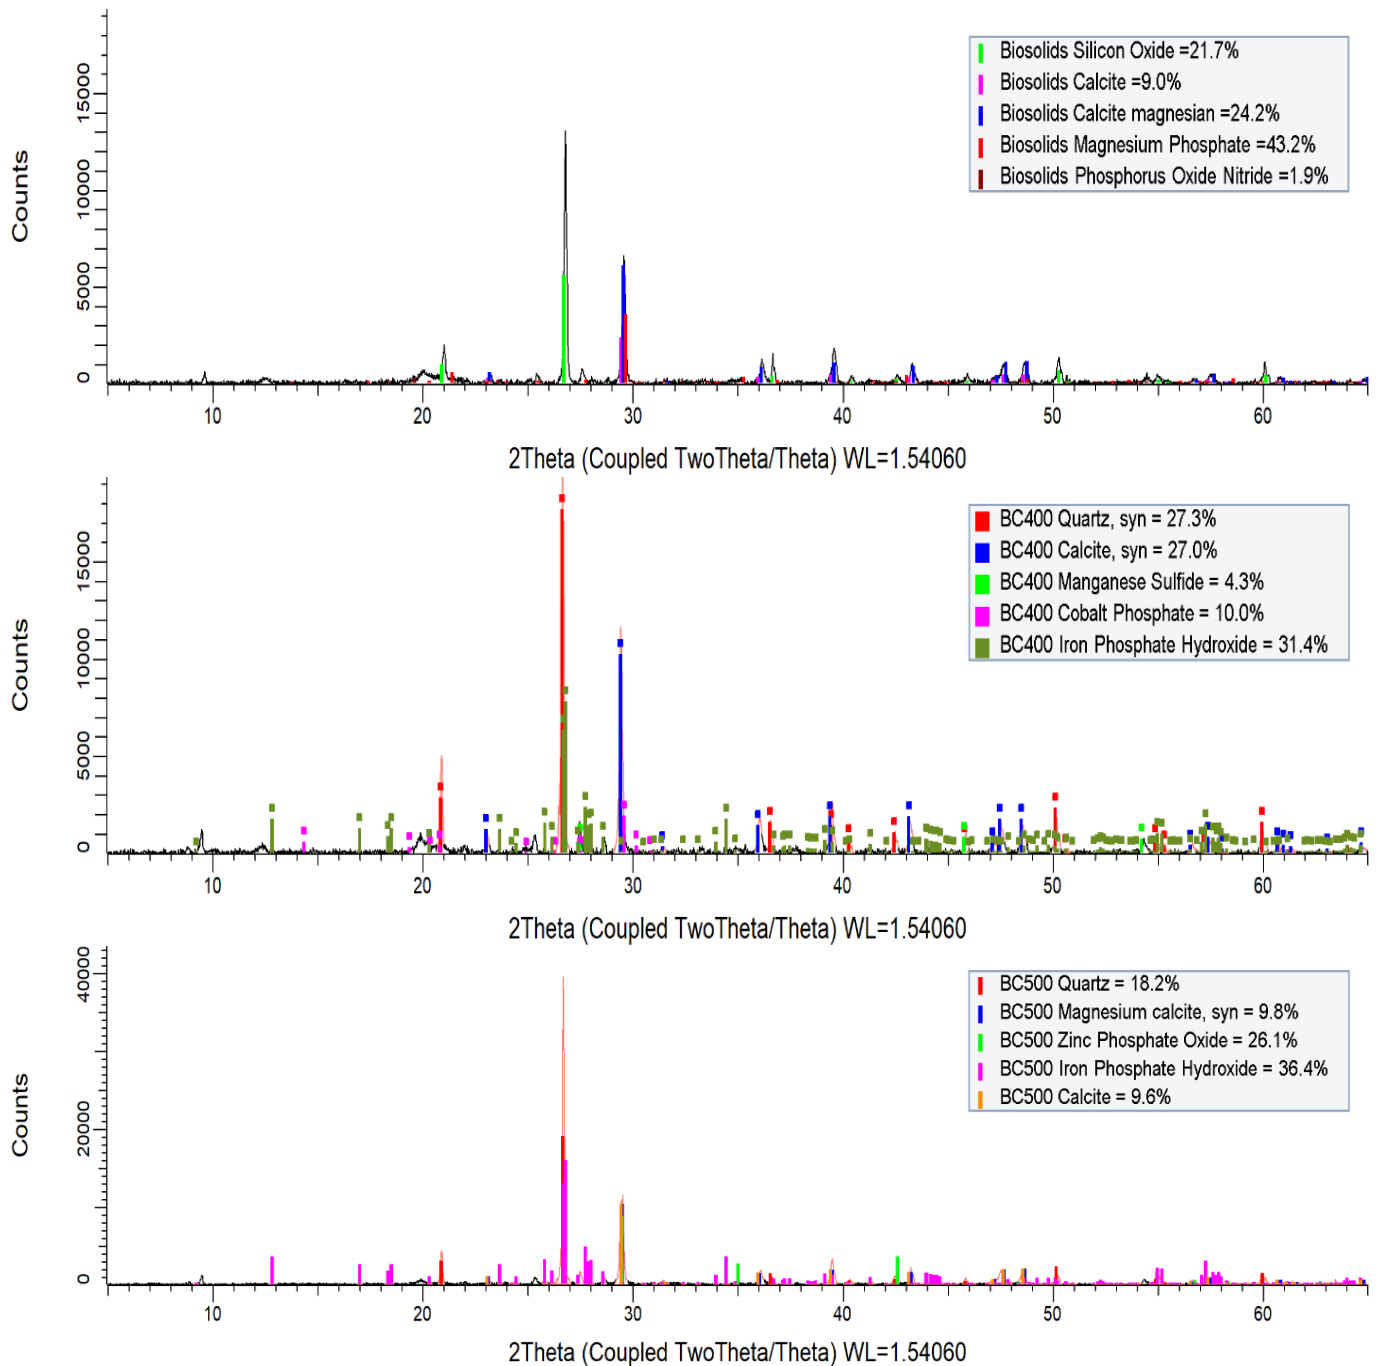 Counts
15000
10000
5000
0
Biosolids Silicon Oxide =21.7%
Biosolids Calcite =9.0%
Biosolids Calcite magnesian =24.2%
Biosolids Magnesium Phosphate =43.2%
Biosolids Phosphorus Oxide Nitride =1.9%
10 20 30 40 50 60
2Theta (Coupled TwoTheta/Theta) WL=1.54060
Counts
15000
10000
5000
0
BC400 Quartz, syn = 27.3%
BC400 Calcite, syn = 27.0%
BC400 Manganese Sulfide = 4.3%
BC400 Cobalt Phosphate = 10.0%
BC400 Iron Phosphate Hydroxide = 31.4%
10 20 30 40 50 60
2Theta (Coupled TwoTheta/Theta) WL=1.54060
Counts
40000
20000
0
BC500 Quartz = 18.2%
BC500 Magnesium calcite, syn = 9.8%
BC500 Zinc Phosphate Oxide = 26.1%
BC500 Iron Phosphate Hydroxide = 36.4%
BC500 Calcite = 9.6%
10 20 30 40 50 60
2Theta (Coupled TwoTheta/Theta) WL=1.54060